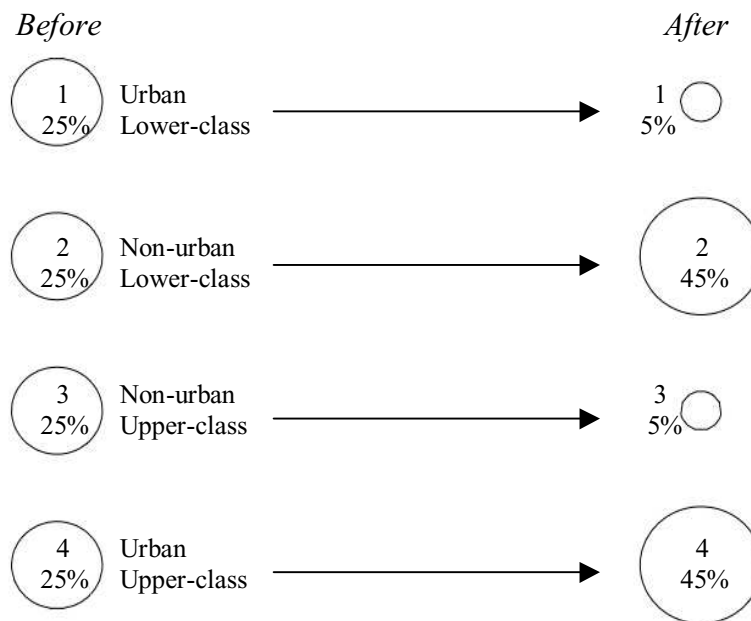 Before After
1 Urban 1
25% Lower-class 5%
2 Non-urban 2
25% Lower-class 45%
3 Non-urban 3
25% Upper-class 5%
4 Urban 4
25% Upper-class 45%